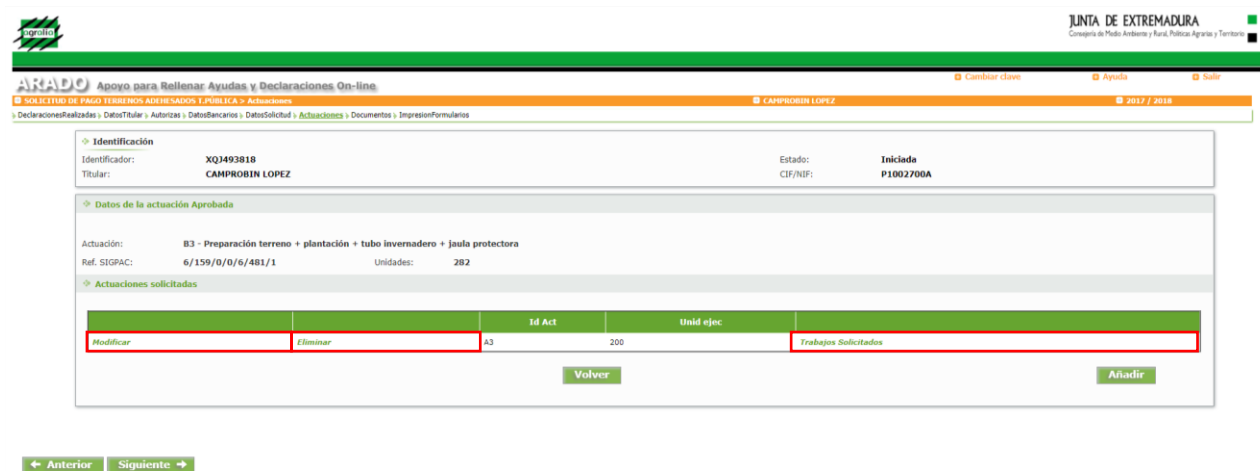 agralia
JUNTA DE EXTREMADURA
Consejería de Medio Ambiente y Rural, Políticas Agrarias y Territorio
ARADO Apoyo para Rellenar Ayudas y Declaraciones On-line
Cambiar clave Ayuda Salir
SOLICITUD DE PAGO TERRENOS ADEHESADOS T.PÚBLICA > Actuaciones CAMPROBIN LOPEZ 2017 / 2018
DeclaracionesRealizadas DatosTitular Autorizas DatosBancarios DatosSolicitud Actuaciones Documentos ImpresionFormularios
Identificación
Identificador: XQJ493818 Estado: Iniciada
Titular: CAMPROBIN LOPEZ CIF/NIF: P1002700A
Datos de la actuación Aprobada
Actuación: B3 - Preparación terreno + plantación + tubo invernadero + jaula protectora
Ref. SIGPAC: 6/159/0/0/6/481/1 Unidades: 282
Actuaciones solicitadas
Id Act Unid ejec
Modificar Eliminar A3 200 Trabajos Solicitados
Volver Añadir
← Anterior Siguiente →